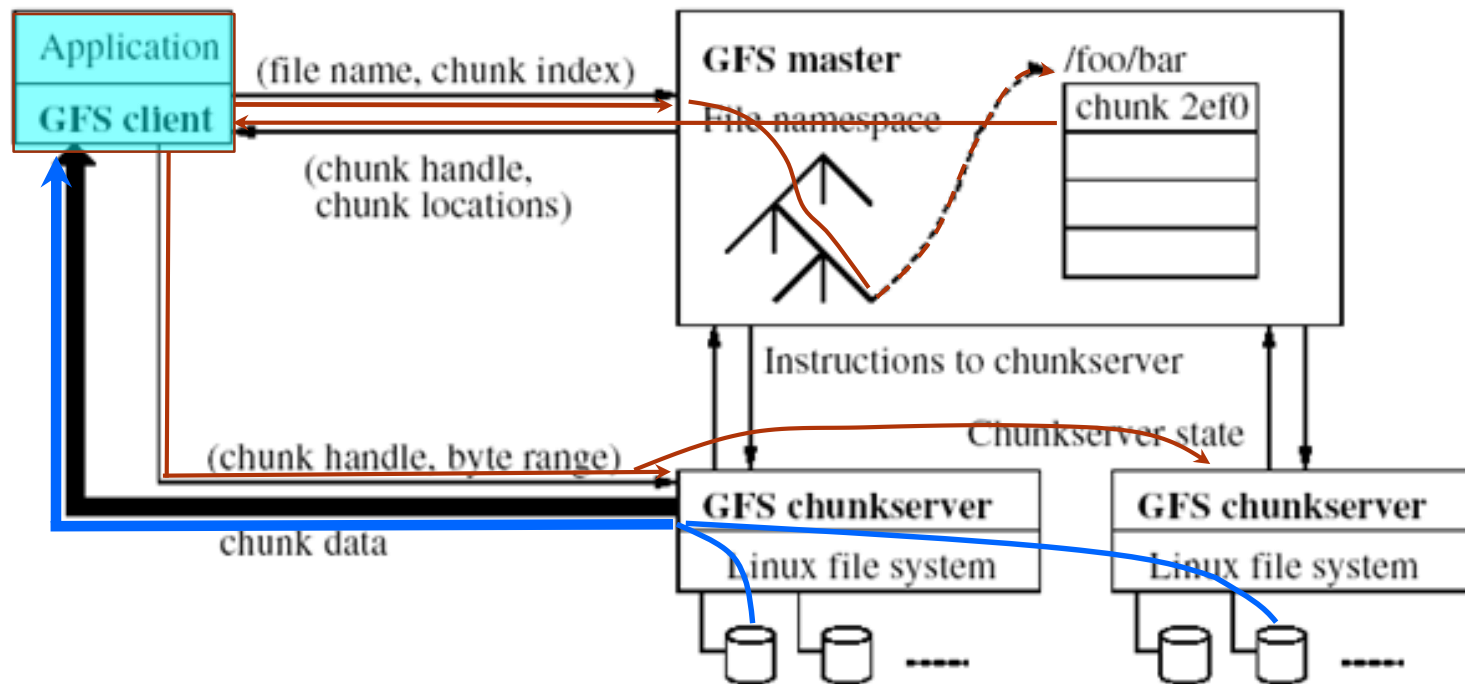 Application
GFS client
(file name, chunk index)
(chunk handle,
chunk locations)
GFS master
File namespace
/foo/bar
chunk 2ef0
Instructions to chunkserver
Chunkserver state
(chunk handle, byte range)
chunk data
GFS chunkserver
Linux file system
GFS chunkserver
Linux file system